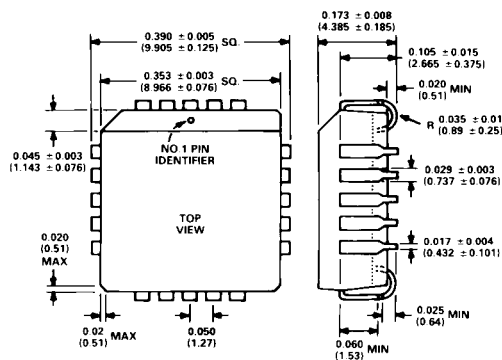 0.390 ±0.005 SQ.
(9.905 ±0.125)
0.353 ±0.003 SQ.
(8.966 ±0.076)
0.173 ±0.008
(4.385 ±0.185)
0.105 ±0.015
(2.665 ±0.375)
0.020 MIN
(0.51)
R 0.035 ±0.01
(0.89 ±0.25)
NO.1 PIN
IDENTIFIER
0.045 ±0.003
(1.143 ±0.076)
0.029 ±0.003
(0.737 ±0.076)
TOP
VIEW
0.020
(0.51)
MAX
0.017 ±0.004
(0.432 ±0.101)
0.02 MAX
(0.51)
0.050
(1.27)
0.025 MIN
(0.64)
0.060 MIN
(1.53)